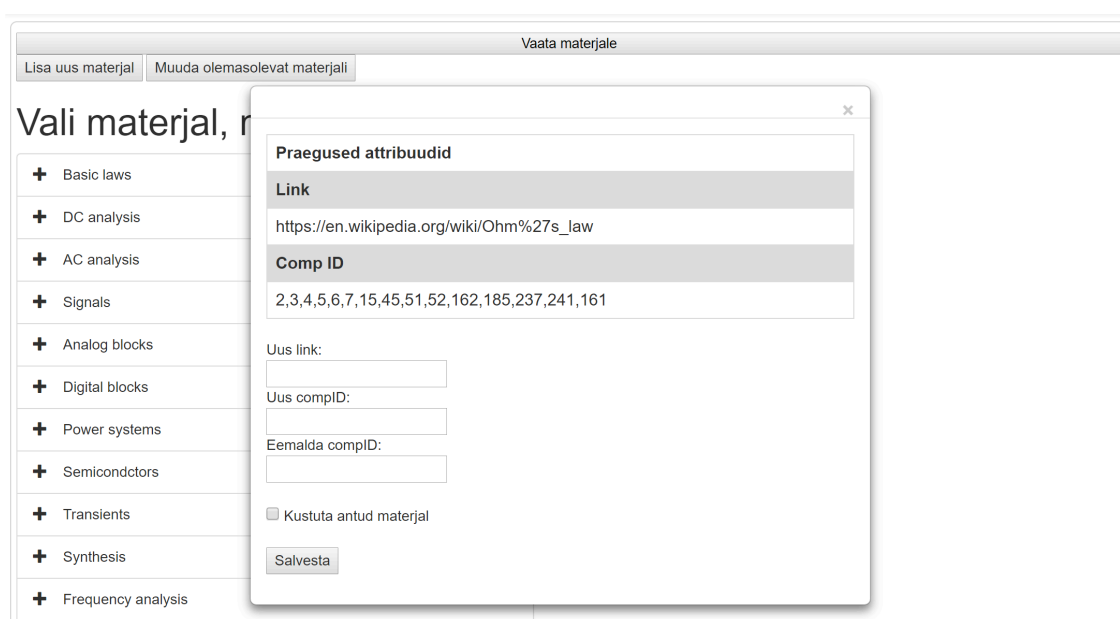 Vaata materjale
Lisa uus materjal
Muuda olemasolevat materjali
Vali materjal,
Basic laws
DC analysis
AC analysis
Signals
Analog blocks
Digital blocks
Power systems
Semicondctors
Transients
Synthesis
Frequency analysis
×
Praegused attribuudid
Link
https://en.wikipedia.org/wiki/Ohm%27s_law
Comp ID
2,3,4,5,6,7,15,45,51,52,162,185,237,241,161
Uus link:
Uus compID:
Eemalda compID:
Kustuta antud materjal
Salvesta